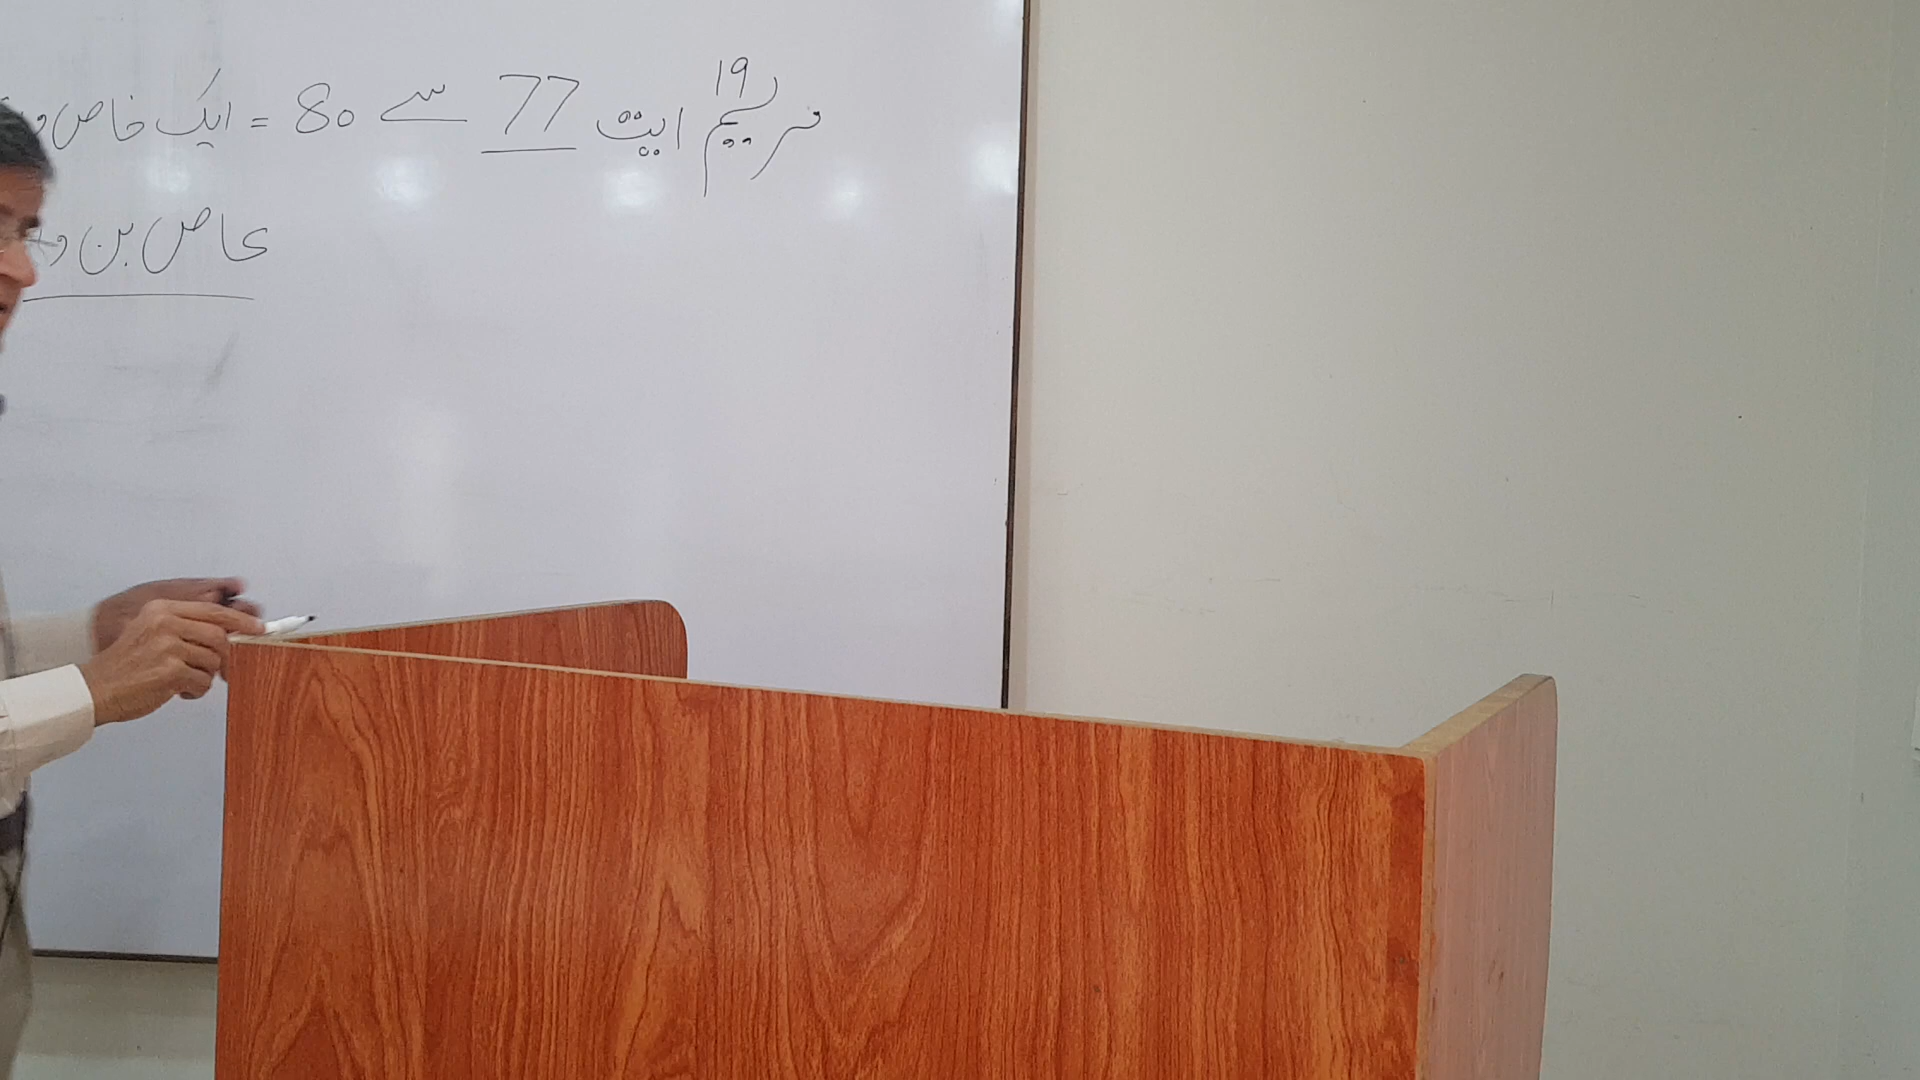 19
مریم ایت 77 سے 80 = ایک خاص
عاص بن